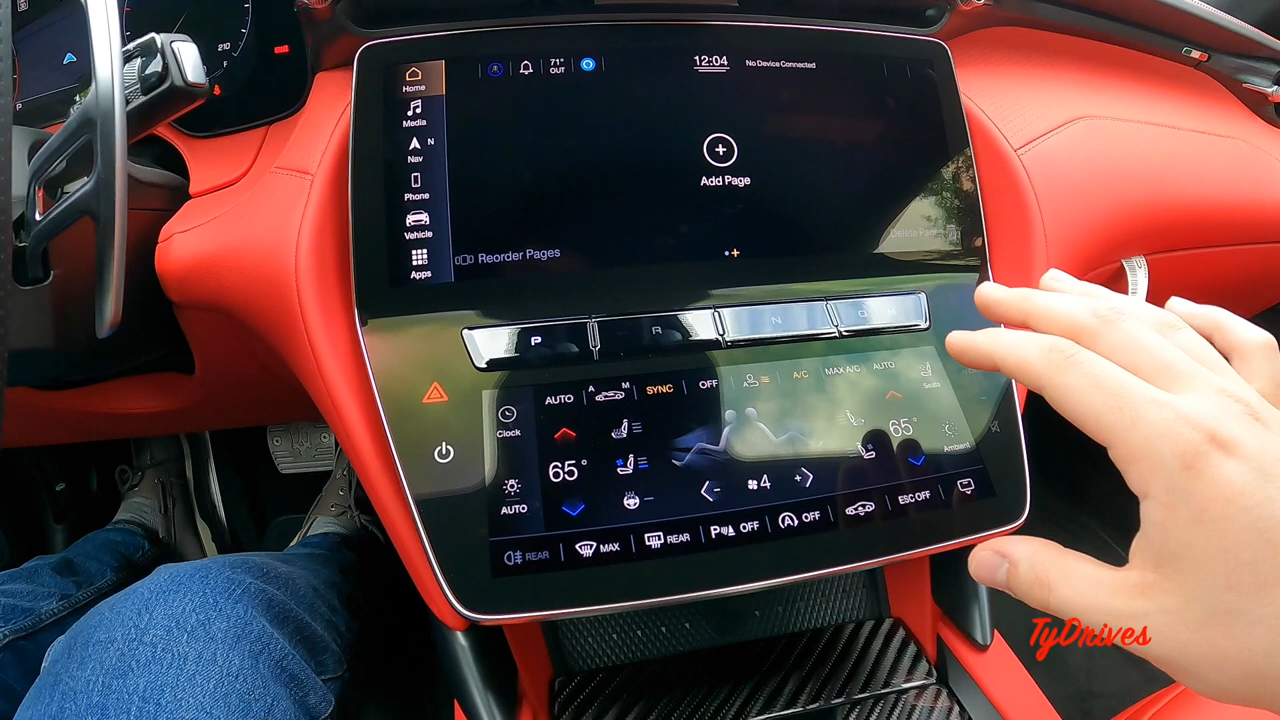 210
F
P
Home
71°
OUT
12:04
No Device Connected
Media
N
Nav
Phone
Vehicle
Apps
Add Page
Reorder Pages
Delete Page
P
R
N
D
M
AUTO
A
M
SYNC
OFF
A
A/C
MAX A/C
AUTO
Seats
Clock
65°
65°
Ambient
AUTO
- 4 +
REAR
MAX
REAR
P OFF
A OFF
ESC OFF
TyDrives